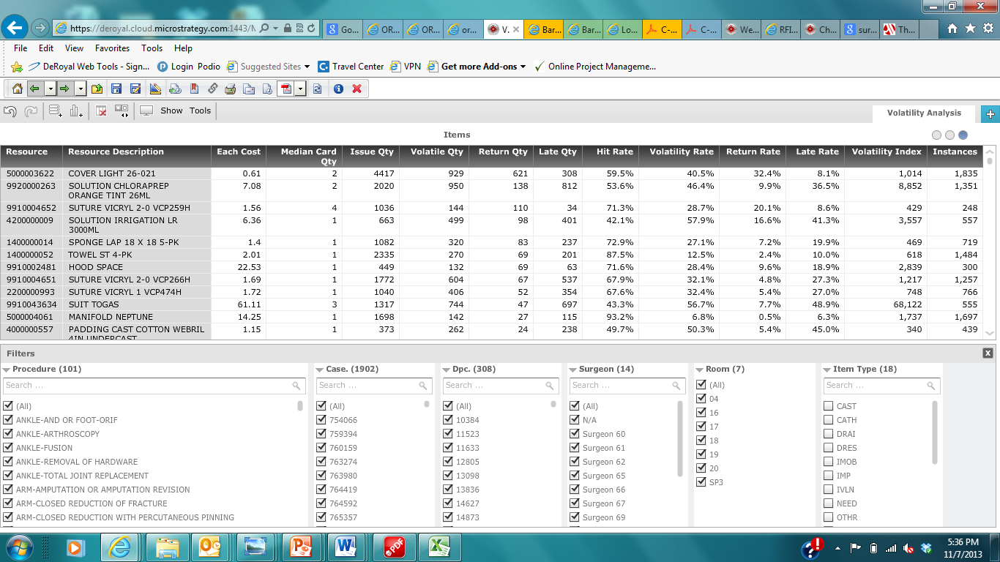 https://deroyal.cloud.microstrategy.com:1443/M
Go... OR... OR... or... V. Bar... Bar... Lo... C-... C-... We... RFI... Ch... sur... Th...
File Edit View Favorites Tools Help
DeRoyal Web Tools - Sign... Login Podio Suggested Sites Travel Center VPN Get more Add-ons Online Project Manageme...
Show Tools
Volatility Analysis
Items
Resource Resource Description Each Cost Median Card Qty Issue Qty Volatile Qty Return Qty Late Qty Hit Rate Volatility Rate Return Rate Late Rate Volatility Index Instances
5000003622 COVER LIGHT 26-021 0.61 2 4417 929 621 308 59.5% 40.5% 32.4% 8.1% 1,014 1,835
9920000263 SOLUTION CHLORAPREP ORANGE TINT 26ML 7.08 2 2020 950 138 812 53.6% 46.4% 9.9% 36.5% 8,852 1,351
9910004652 SUTURE VICRYL 2-0 VCP259H 1.56 4 1036 144 110 34 71.3% 28.7% 20.1% 8.6% 429 248
4200000009 SOLUTION IRRIGATION LR 3000ML 6.36 1 663 499 98 401 42.1% 57.9% 16.6% 41.3% 3,557 557
1400000014 SPONGE LAP 18 X 18 5-PK 1.4 1 1082 320 83 237 72.9% 27.1% 7.2% 19.9% 469 719
1400000052 TOWEL ST 4-PK 2.01 1 2335 270 69 201 87.5% 12.5% 2.4% 10.0% 618 1,484
9910002481 HOOD SPACE 22.53 1 449 132 69 63 71.6% 28.4% 9.6% 18.9% 2,839 300
9910004651 SUTURE VICRYL 2-0 VCP266H 1.69 1 1772 604 67 537 67.9% 32.1% 4.8% 27.3% 1,217 1,257
2200000993 SUTURE VICRYL 1 VCP474H 1.72 1 1040 406 52 354 67.6% 32.4% 5.4% 27.0% 748 766
9910043634 SUIT TOGAS 61.11 3 1317 744 47 697 43.3% 56.7% 7.7% 48.9% 68,122 555
5000004061 MANIFOLD NEPTUNE 14.25 1 1698 142 27 115 93.2% 6.8% 0.5% 6.3% 1,737 1,697
4000000557 PADDING CAST COTTON WEBRIL 4IN UNDERCAST 1.15 1 373 262 24 238 49.7% 50.3% 5.4% 45.0% 340 439
Filters
Procedure (101) Case. (1902) Dpc. (308) Surgeon (14) Room (7) Item Type (18)
Search ... Search ... Search ... Search ... (All) Search ...
(All) (All) (All) (All) 04 CAST
ANKLE-AND OR FOOT-ORIF 754066 10384 N/A 16 CATH
ANKLE-ARTHROSCOPY 759394 11523 Surgeon 60 17 DRAI
ANKLE-FUSION 760159 11633 Surgeon 61 18 DRES
ANKLE-REMOVAL OF HARDWARE 763274 12805 Surgeon 62 19 IMOB
ANKLE-TOTAL JOINT REPLACEMENT 763980 13098 Surgeon 65 20 IMP
ARM-AMPUTATION OR AMPUTATION REVISION 764419 13836 Surgeon 66 SP3 IVLN
ARM-CLOSED REDUCTION OF FRACTURE 764592 14627 Surgeon 67 NEED
ARM-CLOSED REDUCTION WITH PERCUTANEOUS PINNING 765357 14873 Surgeon 69 OTHR
5:36 PM
11/7/2013